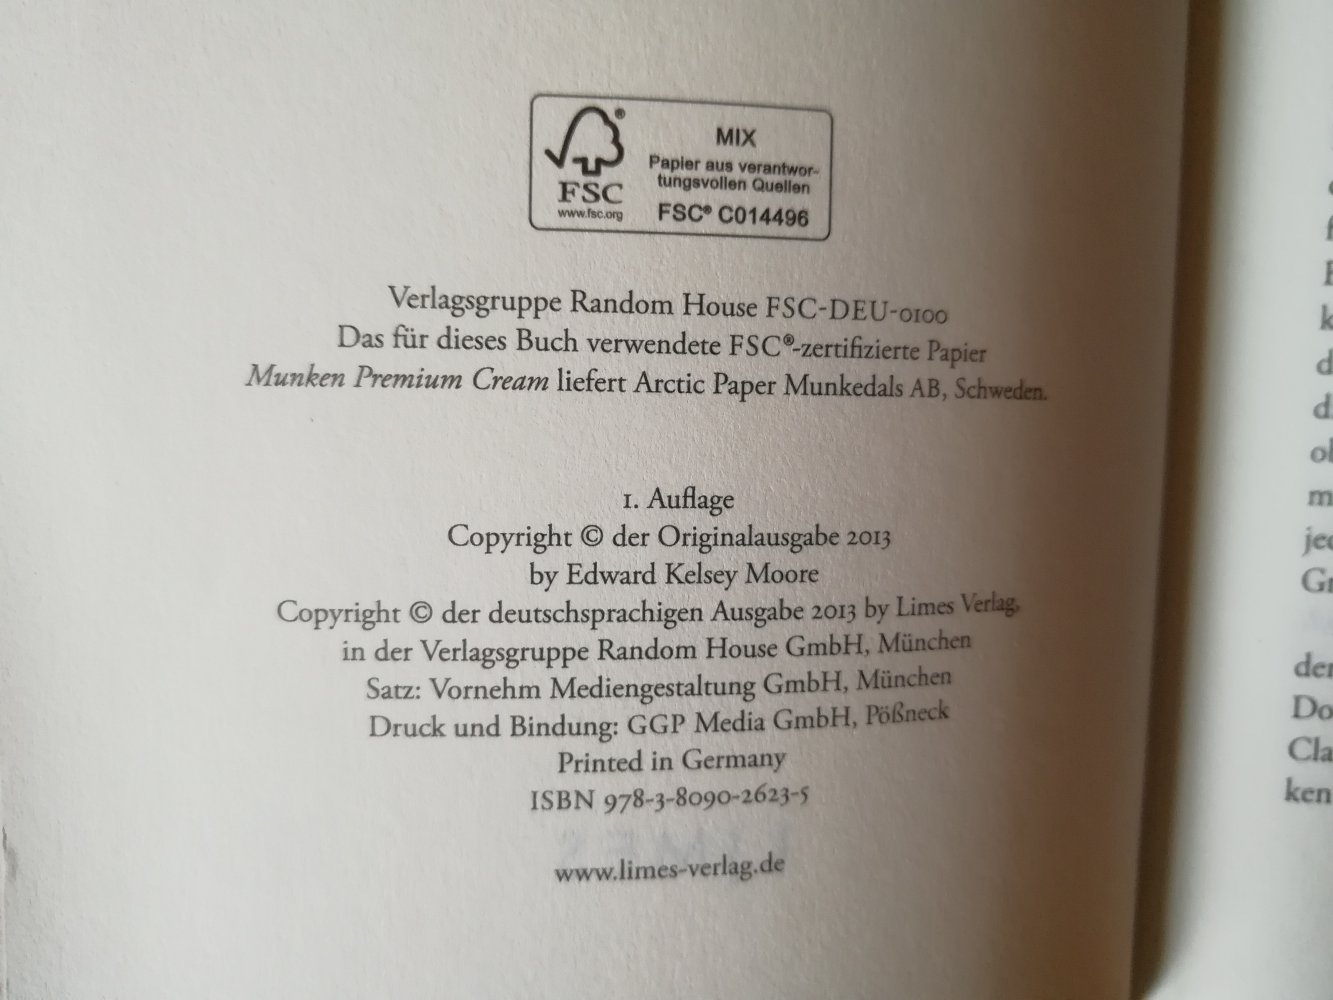 MIX
Papier aus verantwor-
tungsvollen Quellen
FSC® C014496
®
FSC
www.fsc.org
Verlagsgruppe Random House FSC-DEU-0100
Das für dieses Buch verwendete FSC®-zertifizierte Papier
Munken Premium Cream liefert Arctic Paper Munkedals AB, Schweden.
1. Auflage
Copyright © der Originalausgabe 2013
by Edward Kelsey Moore
Copyright © der deutschsprachigen Ausgabe 2013 by Limes Verlag,
in der Verlagsgruppe Random House GmbH, München
Satz: Vornehm Mediengestaltung GmbH, München
Druck und Bindung: GGP Media GmbH, Pößneck
Printed in Germany
ISBN 978-3-8090-2623-5
www.limes-verlag.de